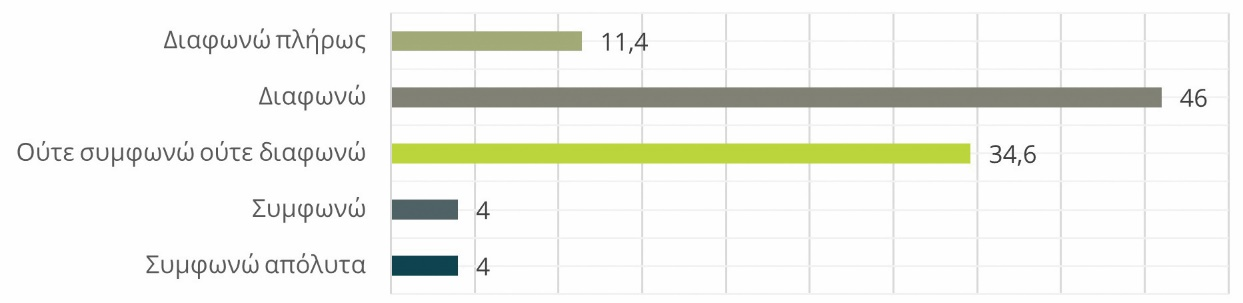 Διαφωνώ πλήρως 11,4
Διαφωνώ 46
Ούτε συμφωνώ ούτε διαφωνώ 34,6
Συμφωνώ 4
Συμφωνώ απόλυτα 4